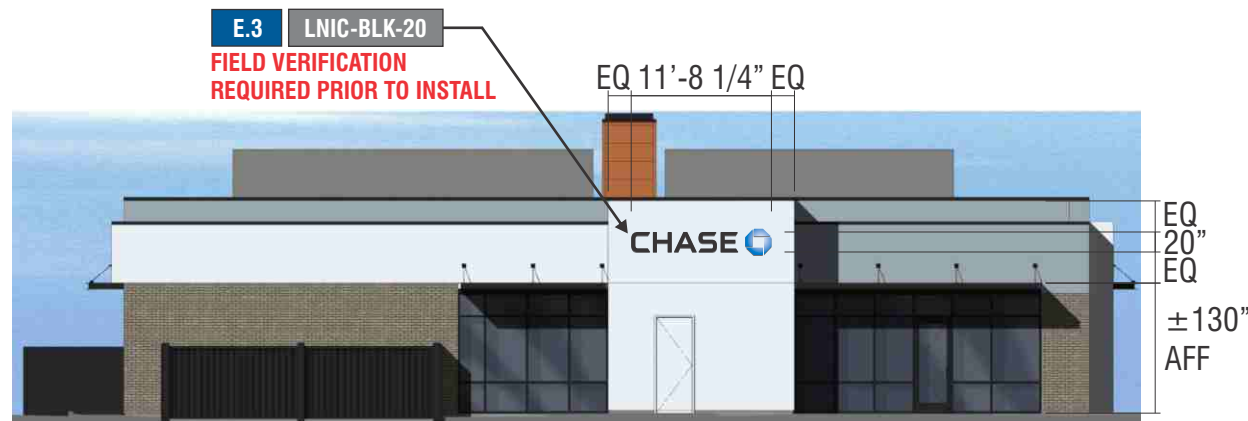 E.3 LNIC-BLK-20
FIELD VERIFICATION
REQUIRED PRIOR TO INSTALL
EQ 11’-8 1/4” EQ
CHASE
EQ
20”
EQ
±130”
AFF